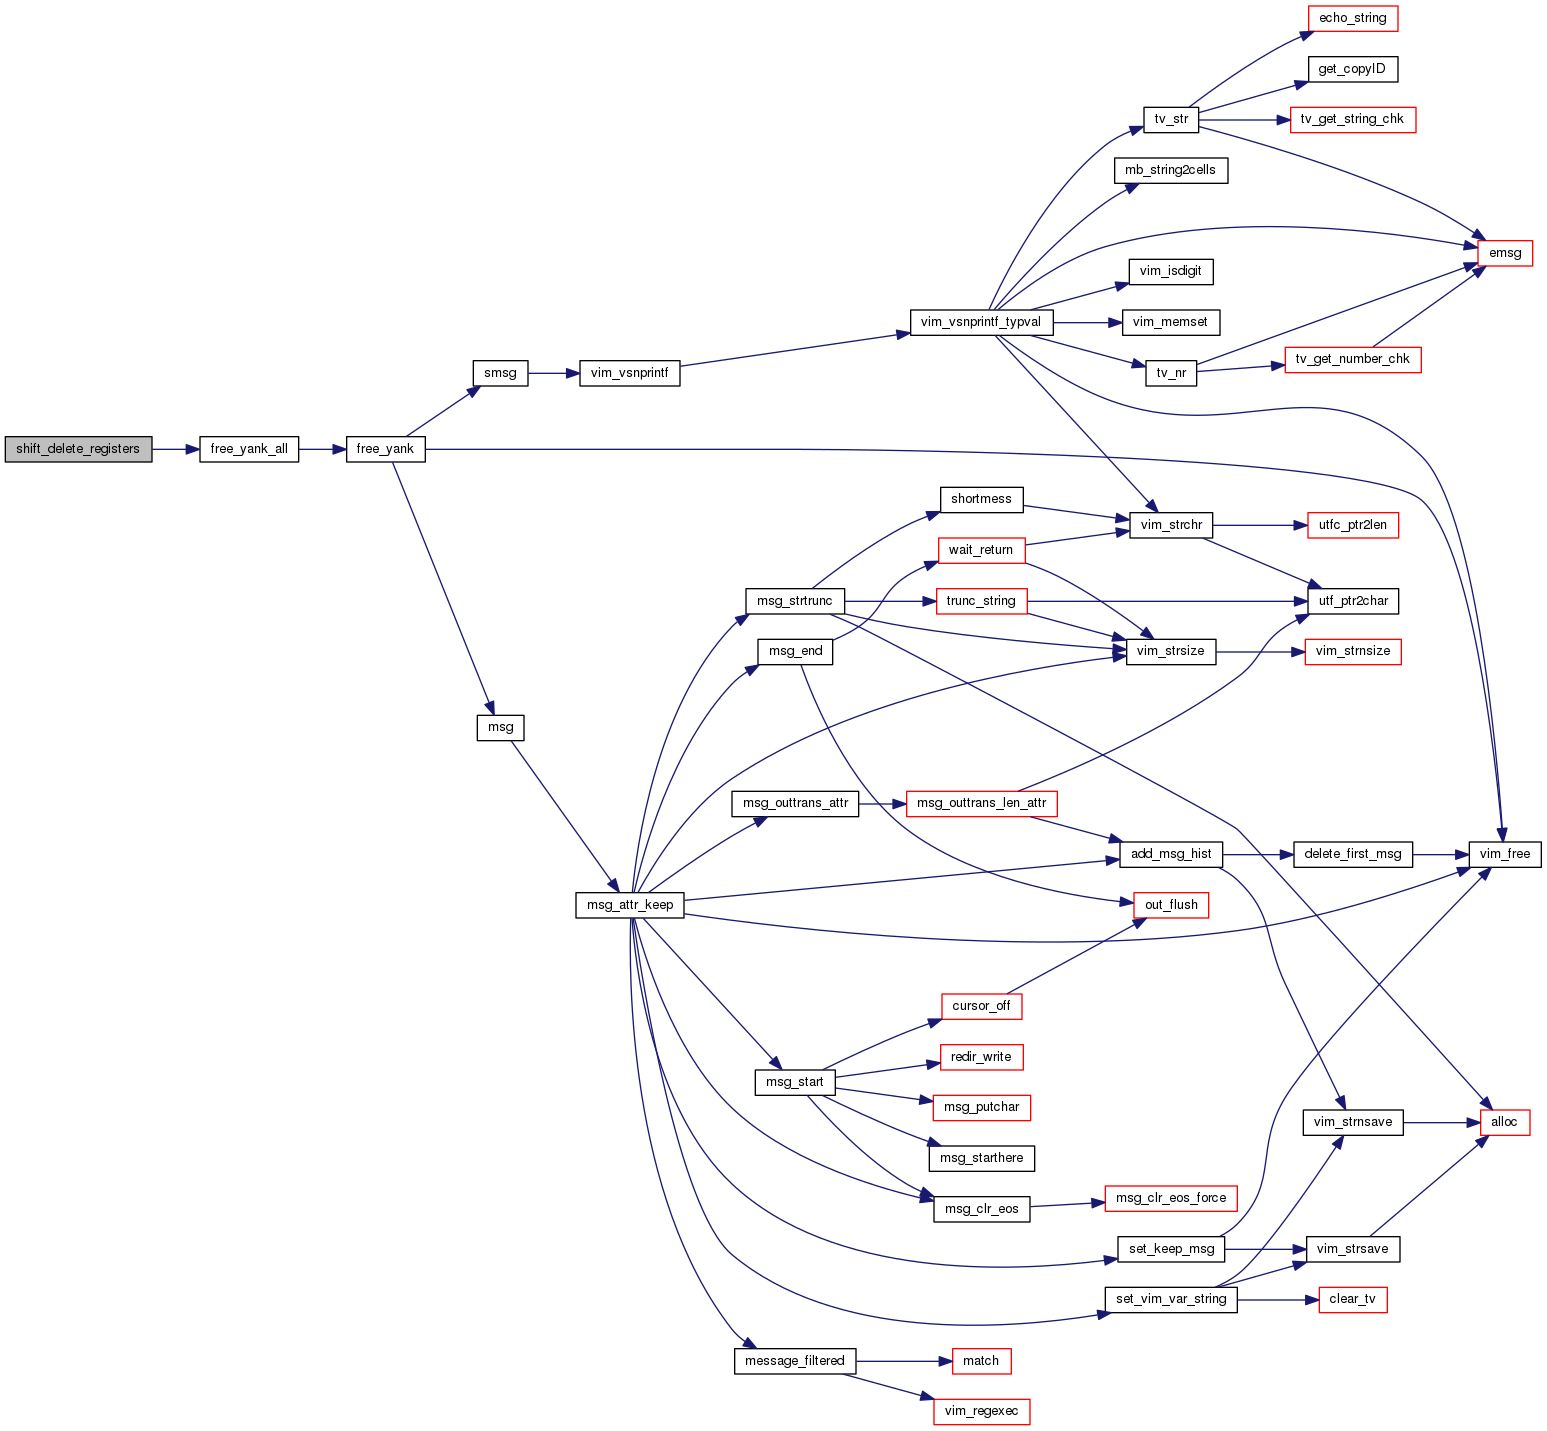 echo_string
get_copyID
tv_str
tv_get_string_chk
mb_string2cells
emsg
vim_isdigit
vim_vsnprintf_typval
vim_memset
smsg
vim_vsnprintf
tv_nr
tv_get_number_chk
shift_delete_registers
free_yank_all
free_yank
shortmess
vim_strchr
utfc_ptr2len
wait_return
msg_strtrunc
trunc_string
utf_ptr2char
msg_end
vim_strsize
vim_strnsize
msg
msg_outtrans_attr
msg_outtrans_len_attr
add_msg_hist
delete_first_msg
vim_free
msg_attr_keep
out_flush
cursor_off
redir_write
msg_start
msg_putchar
msg_starthere
vim_strnsave
alloc
msg_clr_eos
msg_clr_eos_force
set_keep_msg
vim_strsave
set_vim_var_string
clear_tv
message_filtered
match
vim_regexec